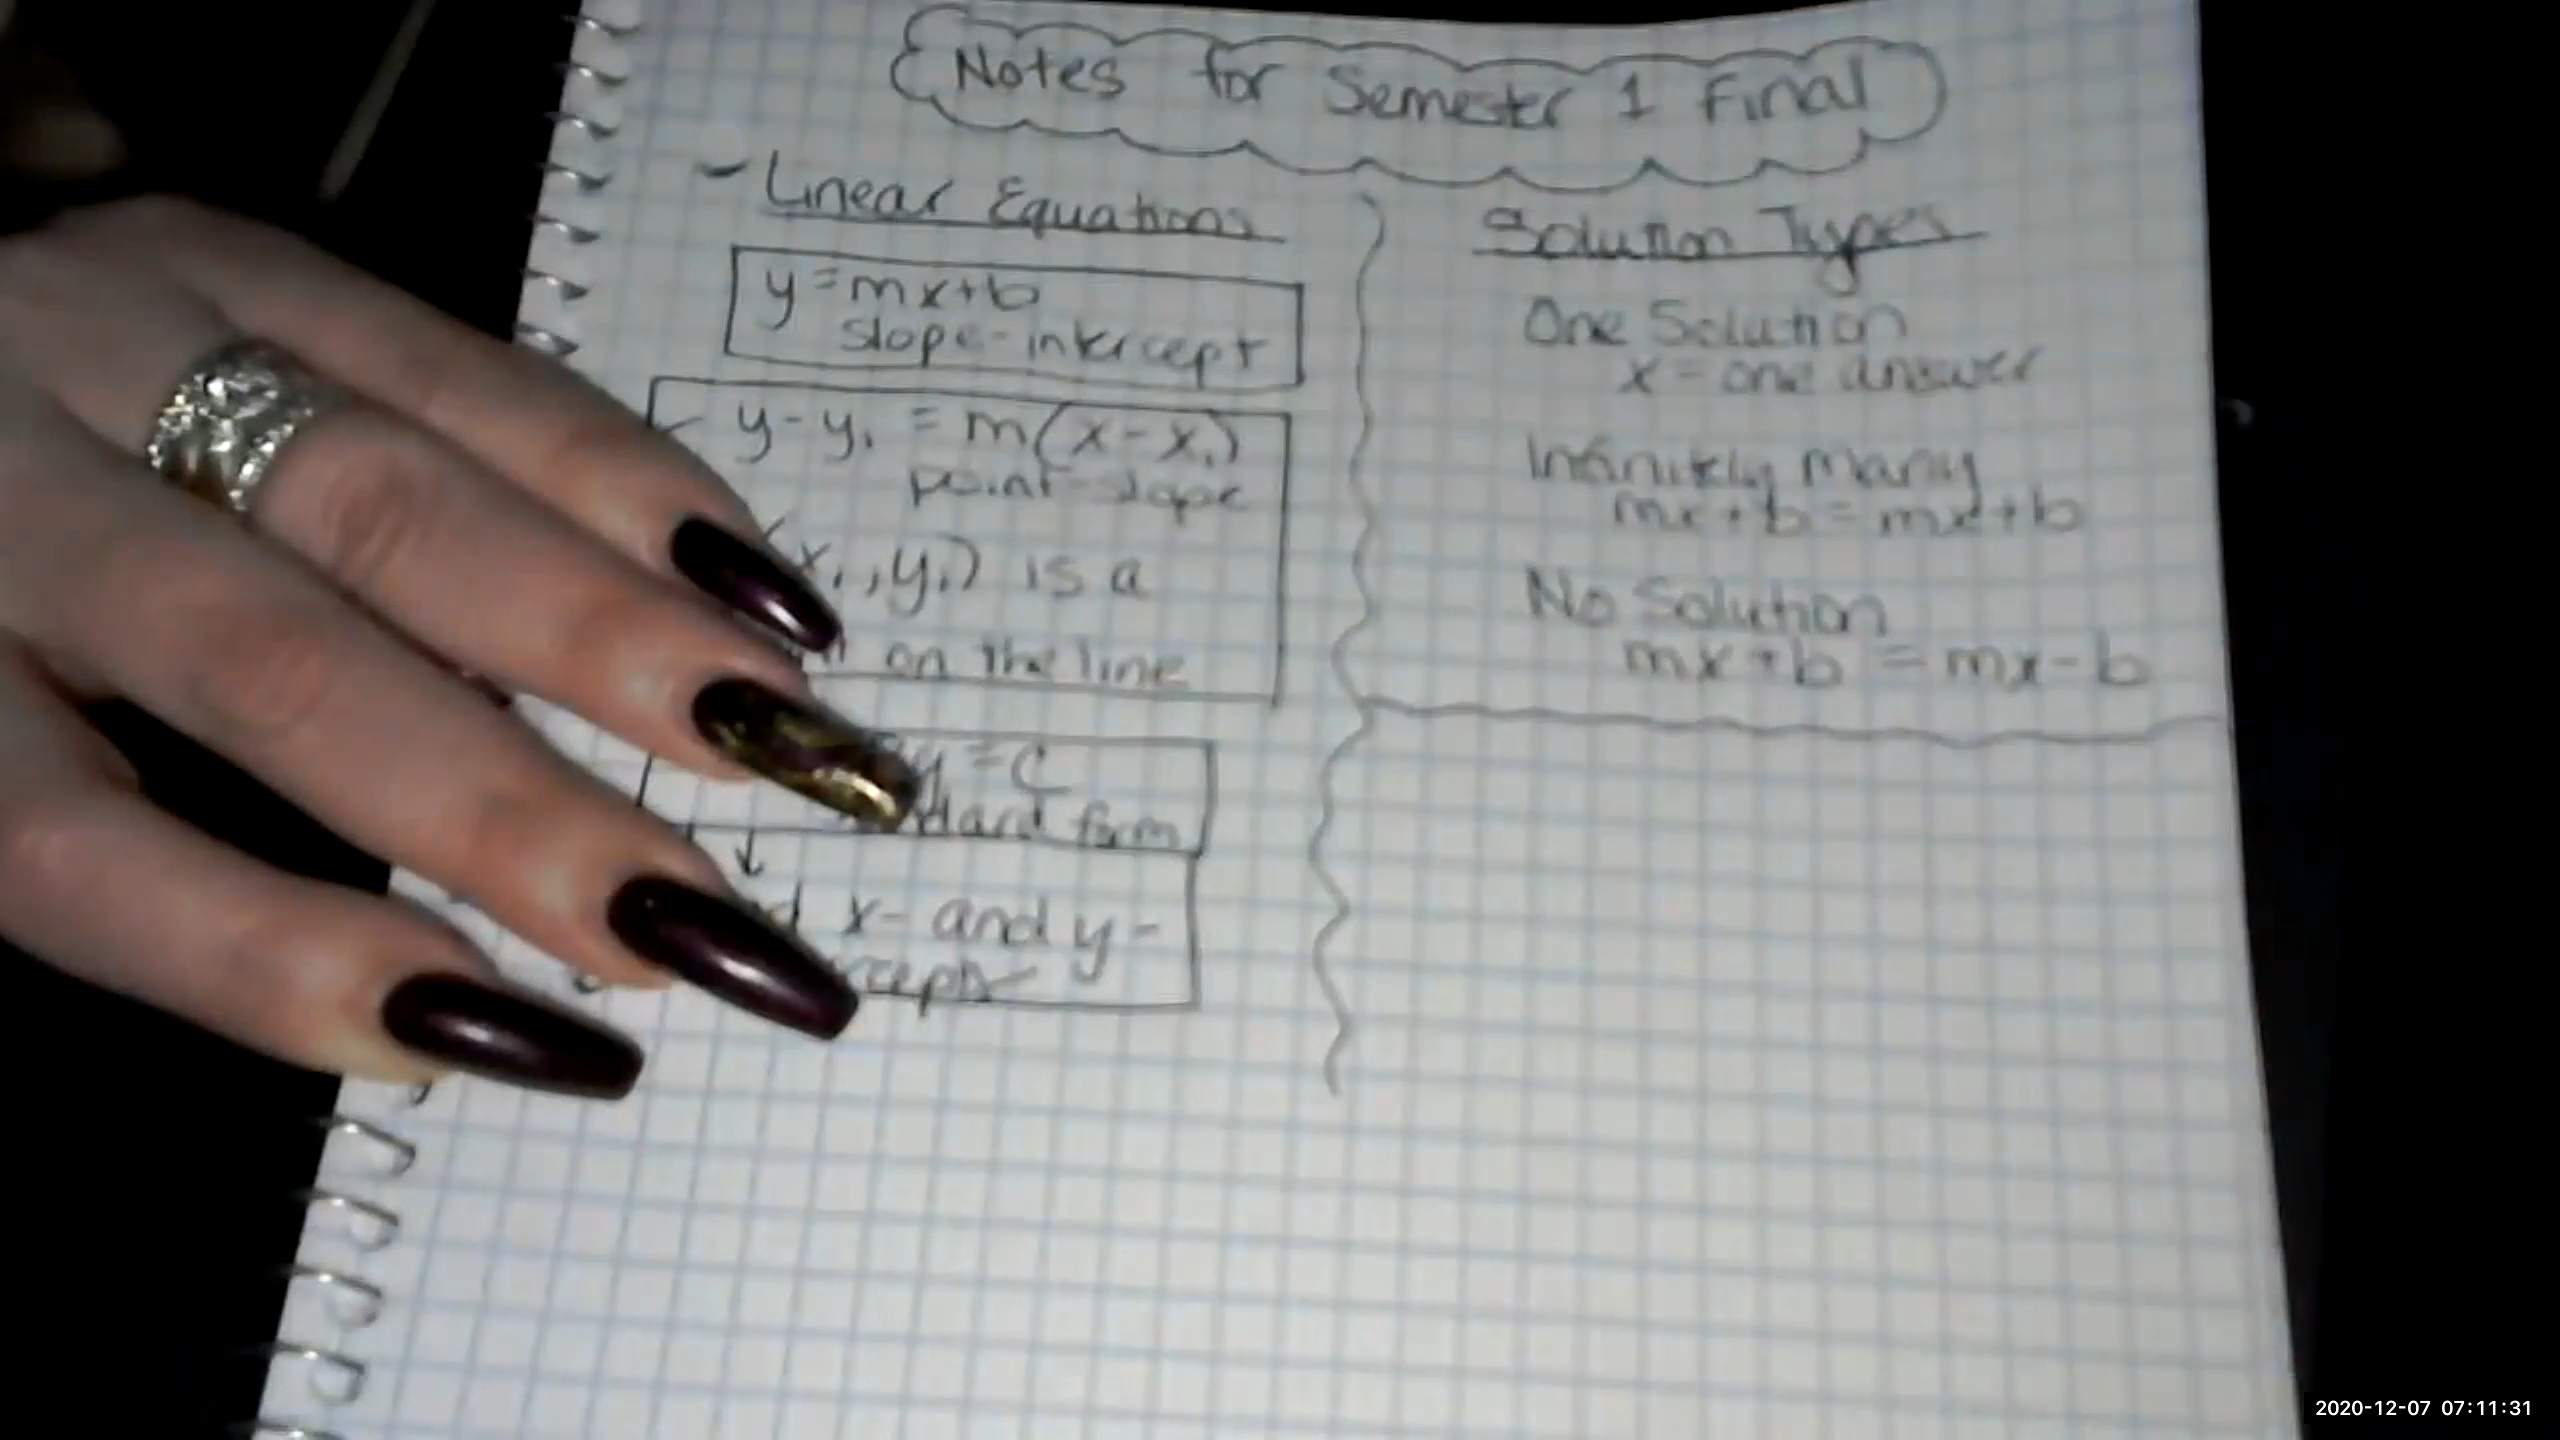 Notes for Semester 1 Final
- Linear Equations
y = mx+b
slope-intercept
y-y₁ = m(x-x₁)
point-slope
x₁,y₁) is a
on the line
y = C
form
x- and y-
Solution Types
One Solution
x = one answer
Infinitely Many
mx+b = mx+b
No Solution
mx+b = mx-b
2020-12-07 07:11:31